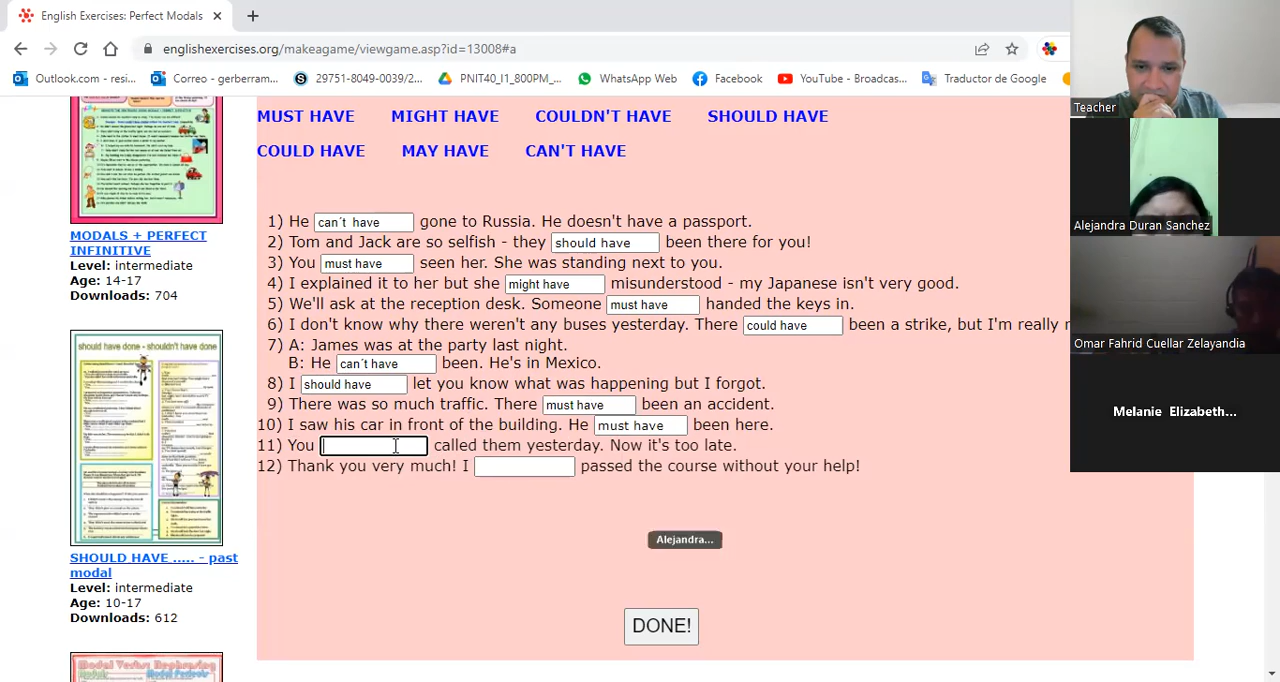 English Exercises: Perfect Modals
englishexercises.org/makeagame/viewgame.asp?id=13008#a
Outlook.com - resi... Correo - gerberram... 29751-8049-0039/2... PNIT40_I1_800PM_... WhatsApp Web Facebook YouTube - Broadcas... Traductor de Google
MUST HAVE MIGHT HAVE COULDN'T HAVE SHOULD HAVE
COULD HAVE MAY HAVE CAN'T HAVE
1) He can´t have gone to Russia. He doesn't have a passport.
2) Tom and Jack are so selfish - they should have been there for you!
3) You must have seen her. She was standing next to you.
4) I explained it to her but she might have misunderstood - my Japanese isn't very good.
5) We'll ask at the reception desk. Someone must have handed the keys in.
6) I don't know why there weren't any buses yesterday. There could have been a strike, but I'm really n
7) A: James was at the party last night.
B: He can´t have been. He's in Mexico.
8) I should have let you know what was happening but I forgot.
9) There is so much traffic. There must have been an accident.
10) I saw his car in front of the building. He must have been here.
11) You called them yesterday. Now it's too late.
12) Thank you very much! I passed the course without your help!
DONE!
MODALS + PERFECT
INFINITIVE
Level: intermediate
Age: 14-17
Downloads: 704
should have done - shouldn't have done
SHOULD HAVE ..... - past
modal
Level: intermediate
Age: 10-17
Downloads: 612
Modal Verbs: Rephrasing
Teacher
Alejandra Duran Sanchez
Omar Fahrid Cuellar Zelayandia
Melanie Elizabeth...
Alejandra...